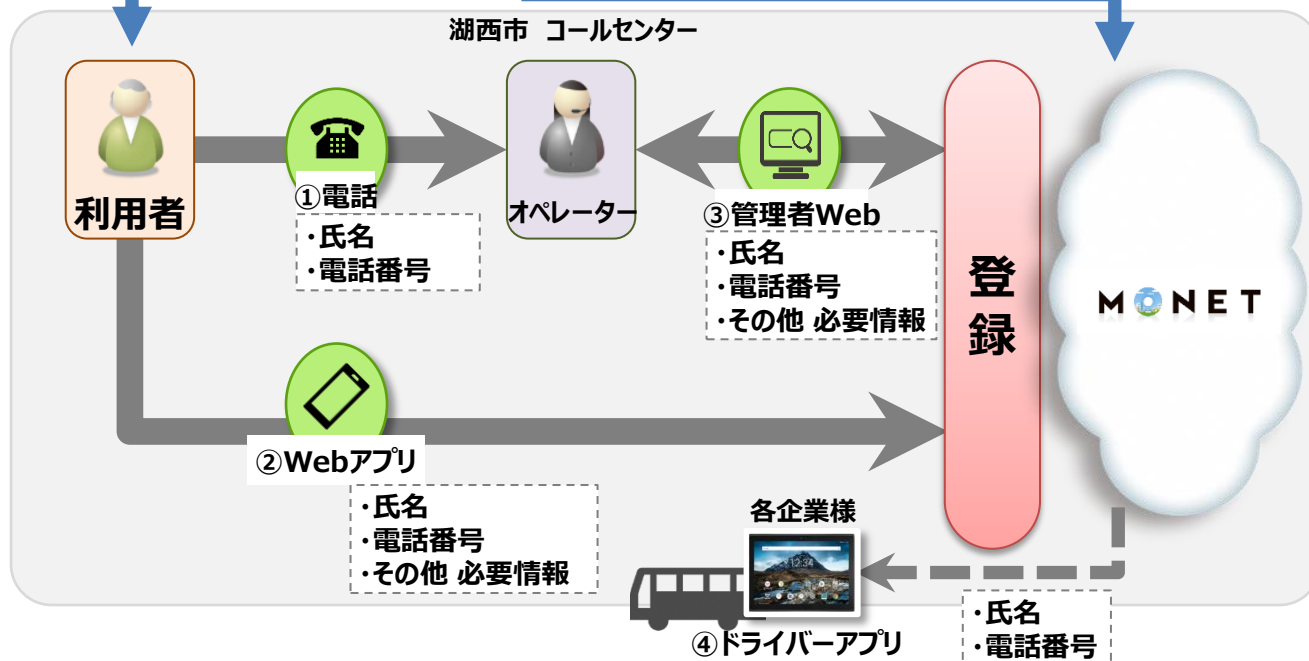 湖西市 コールセンター
利用者
①電話
・氏名
・電話番号
オペレーター
③管理者Web
・氏名
・電話番号
・その他 必要情報
登録
MONET
②Webアプリ
・氏名
・電話番号
・その他 必要情報
各企業様
12:34
④ドライバーアプリ
・氏名
・電話番号